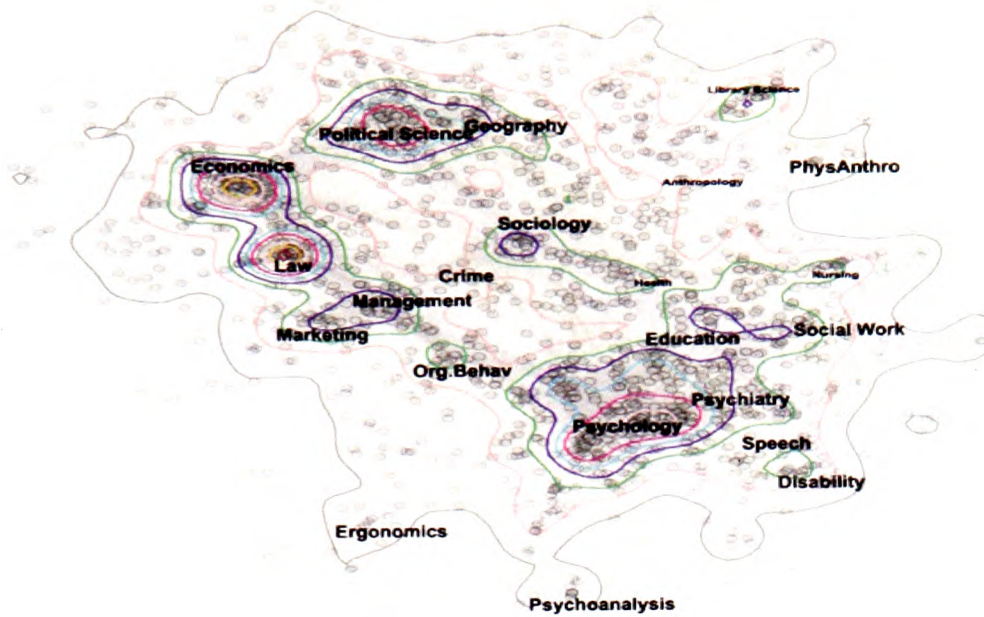 Library Science
Political Science
Geography
Economics
PhysAnthro
Anthropology
Sociology
Law
Crime
Health
Nursing
Management
Marketing
Education
Social Work
Org.Behav
Psychiatry
Psychology
Speech
Disability
Ergonomics
Psychoanalysis